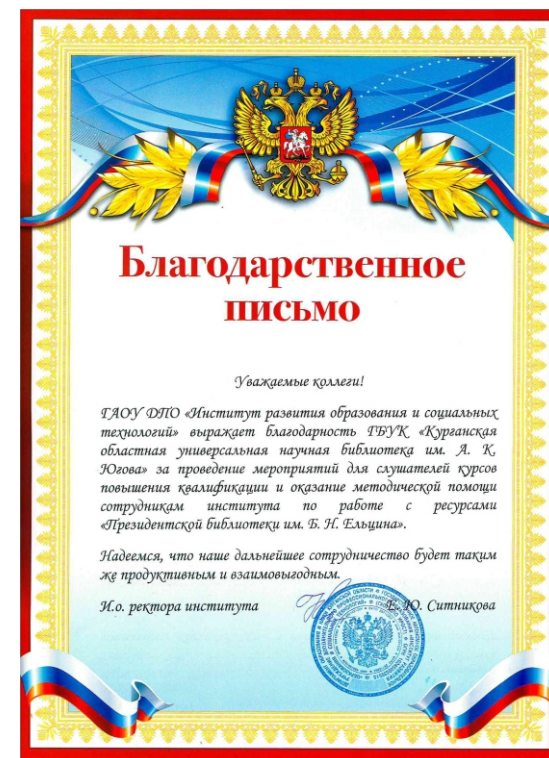 Благодарственное
письмо
Уважаемые коллеги!
ГАОУ ДПО «Институт развития образования и социальных
технологий» выражает благодарность ГБУК «Курганская
областная универсальная научная библиотека им. А. К.
Югова» за проведение мероприятий для слушателей курсов
повышения квалификации и оказание методической помощи
сотрудникам института по работе с ресурсами
«Президентской библиотеки им. Б. Н. Ельцина».
Надеемся, что наше дальнейшее сотрудничество будет таким
же продуктивным и взаимовыгодным.
И.о. ректора института Е. Ю. Ситникова